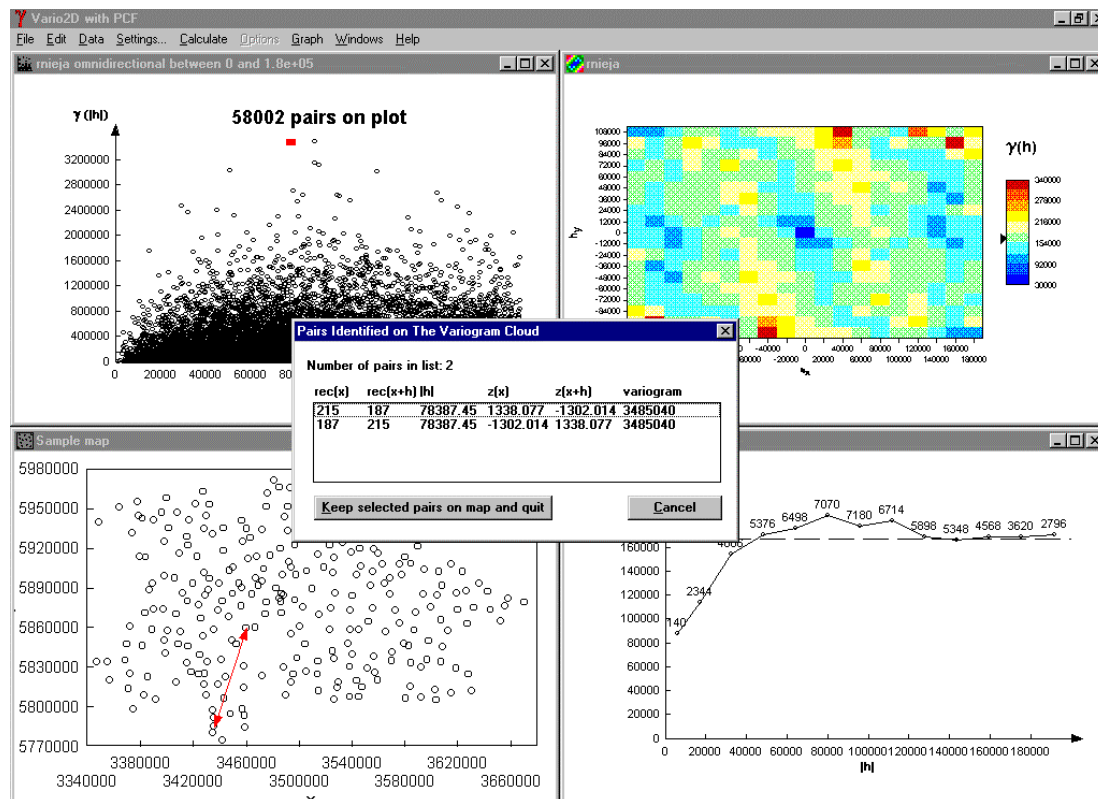 Vario2D with PCF
File Edit Data Settings... Calculate Options Graph Windows Help
rnieja omnidirectional between 0 and 1.8e+05
γ (|h|)
58002 pairs on plot
3200000
2800000
2400000
2000000
1600000
1200000
800000
400000
0
0 20000 40000 60000 80000
rnieja
108000
96000
84000
72000
60000
48000
36000
24000
12000
0
-12000
-24000
-36000
-48000
-60000
-72000
-84000
hy
-40000 0 40000 80000 120000 160000
-20000 20000 60000 100000 140000 180000
hx
γ(h)
340000
278000
216000
154000
92000
30000
Pairs Identified on The Variogram Cloud
Number of pairs in list: 2
rec(x) rec(x+h) |h| z(x) z(x+h) variogram
215 187 78387.45 1338.077 -1302.014 3485040
187 215 78387.45 -1302.014 1338.077 3485040
Keep selected pairs on map and quit
Cancel
Sample map
5980000
5950000
5920000
5890000
5860000
5830000
5800000
5770000
3380000 3460000 3540000 3620000
3340000 3420000 3500000 3580000 3660000
140 2344 5376 6498 7070 7180 6714 5898 5348 4568 3620 2796
160000
140000
120000
100000
80000
60000
40000
20000
0
0 20000 40000 60000 80000 100000 120000 140000 160000 180000
|h|